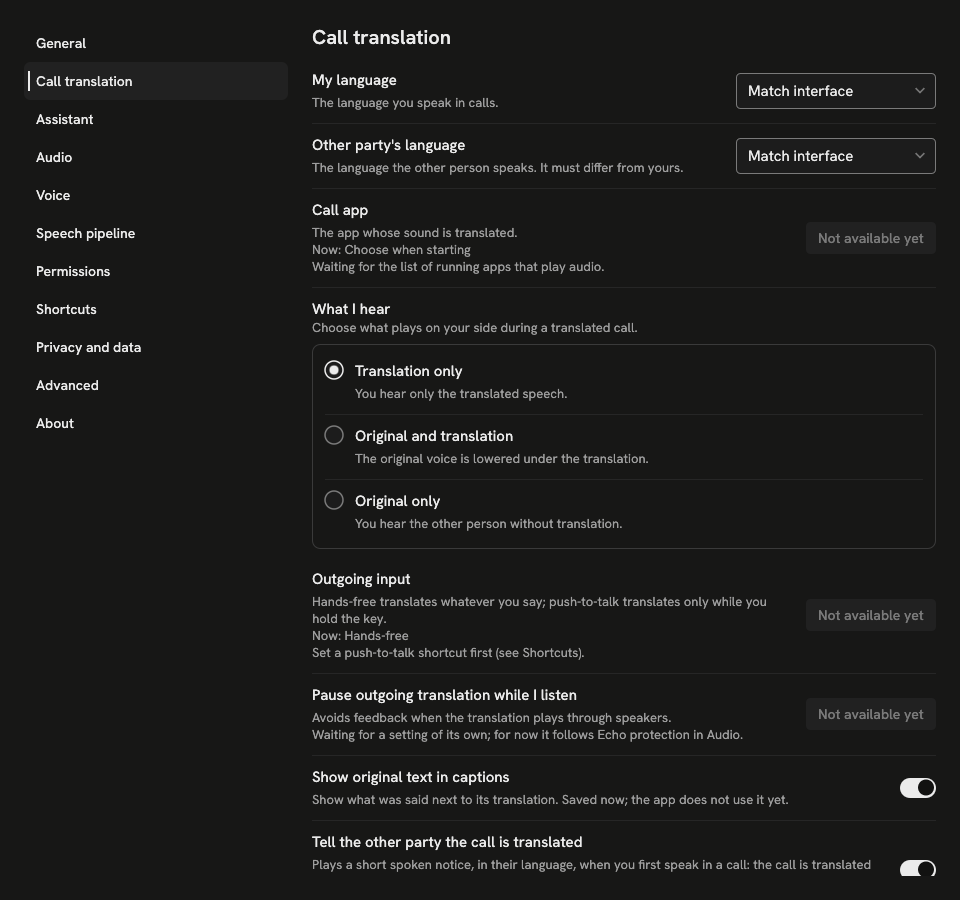 General
Call translation
Assistant
Audio
Voice
Speech pipeline
Permissions
Shortcuts
Privacy and data
Advanced
About
Call translation
My language
The language you speak in calls.
Match interface
Other party's language
The language the other person speaks. It must differ from yours.
Match interface
Call app
The app whose sound is translated.
Now: Choose when starting
Waiting for the list of running apps that play audio.
Not available yet
What I hear
Choose what plays on your side during a translated call.
Translation only
You hear only the translated speech.
Original and translation
The original voice is lowered under the translation.
Original only
You hear the other person without translation.
Outgoing input
Hands-free translates whatever you say; push-to-talk translates only while you
hold the key.
Now: Hands-free
Set a push-to-talk shortcut first (see Shortcuts).
Not available yet
Pause outgoing translation while I listen
Avoids feedback when the translation plays through speakers.
Waiting for a setting of its own; for now it follows Echo protection in Audio.
Not available yet
Show original text in captions
Show what was said next to its translation. Saved now; the app does not use it yet.
Tell the other party the call is translated
Plays a short spoken notice, in their language, when you first speak in a call: the call is translated